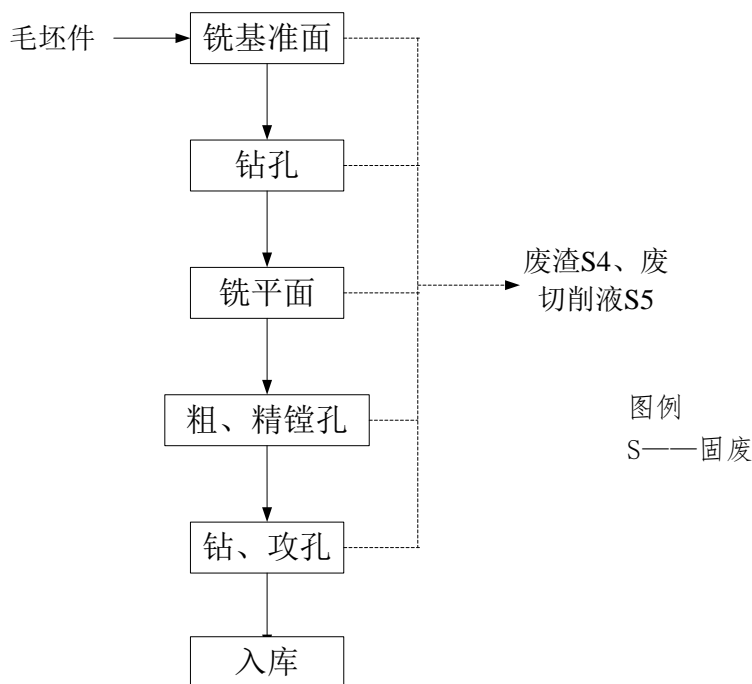 毛坯件
铣基准面
钻孔
铣平面
废渣S4、废
切削液S5
粗、精镗孔
图例
S——固废
钻、攻孔
入库